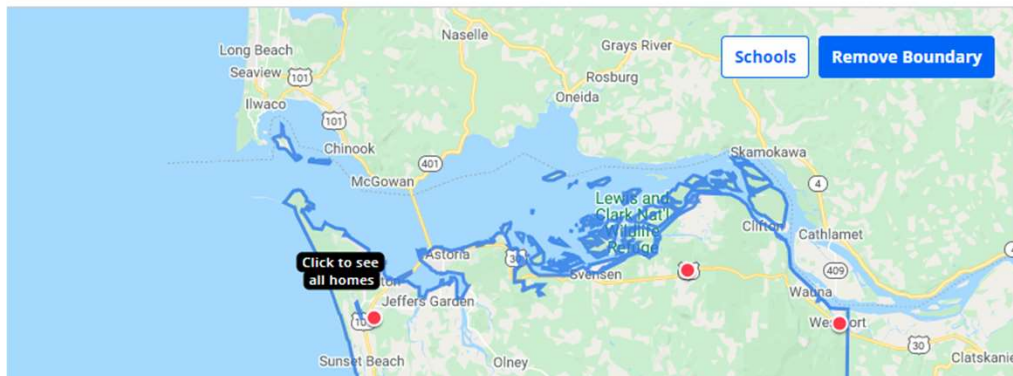 Naselle
Long Beach
Grays River
Schools
Remove Boundary
Seaview
101
Rosburg
Ilwaco
Oneida
101
Chinook
Skamokawa
401
McGowan
4
Lewis and
Clark Nat'l
Wildlife
Refuge
Clifton
Cathlamet
Astoria
30
Click to see
all homes
Svensen
409
Jeffers Garden
Wauna
30
Sunset Beach
Olney
Clatskanie